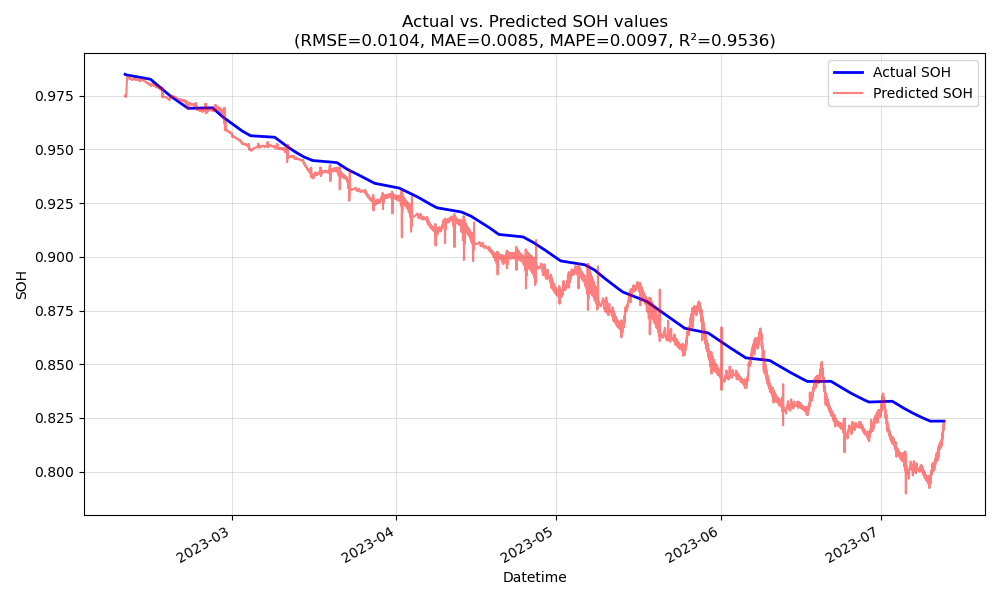 Actual vs. Predicted SOH values
(RMSE=0.0104, MAE=0.0085, MAPE=0.0097, R²=0.9536)
Actual SOH
Predicted SOH
SOH
0.975
0.950
0.925
0.900
0.875
0.850
0.825
0.800
2023-03
2023-04
2023-05
2023-06
2023-07
Datetime